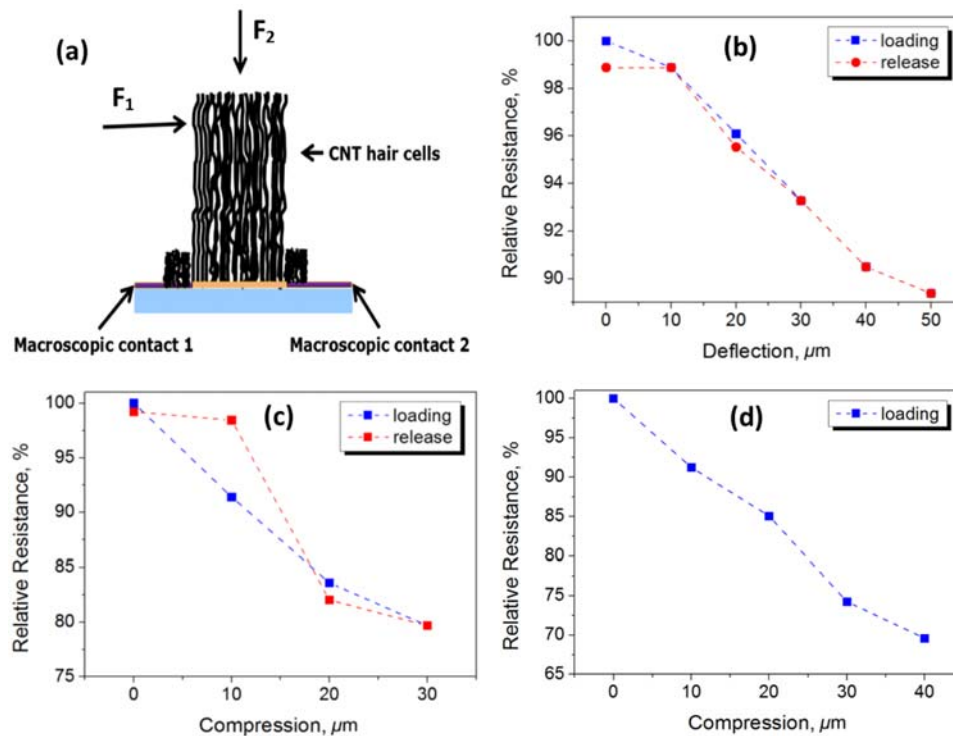 (a)
F2
F1
CNT hair cells
Macroscopic contact 1
Macroscopic contact 2
(b)
loading
release
Relative Resistance, %
100
98
96
94
92
90
0 10 20 30 40 50
Deflection, µm
(c)
loading
release
Relative Resistance, %
100
95
90
85
80
75
0 10 20 30
Compression, µm
(d)
loading
Relative Resistance, %
100
95
90
85
80
75
70
65
0 10 20 30 40
Compression, µm